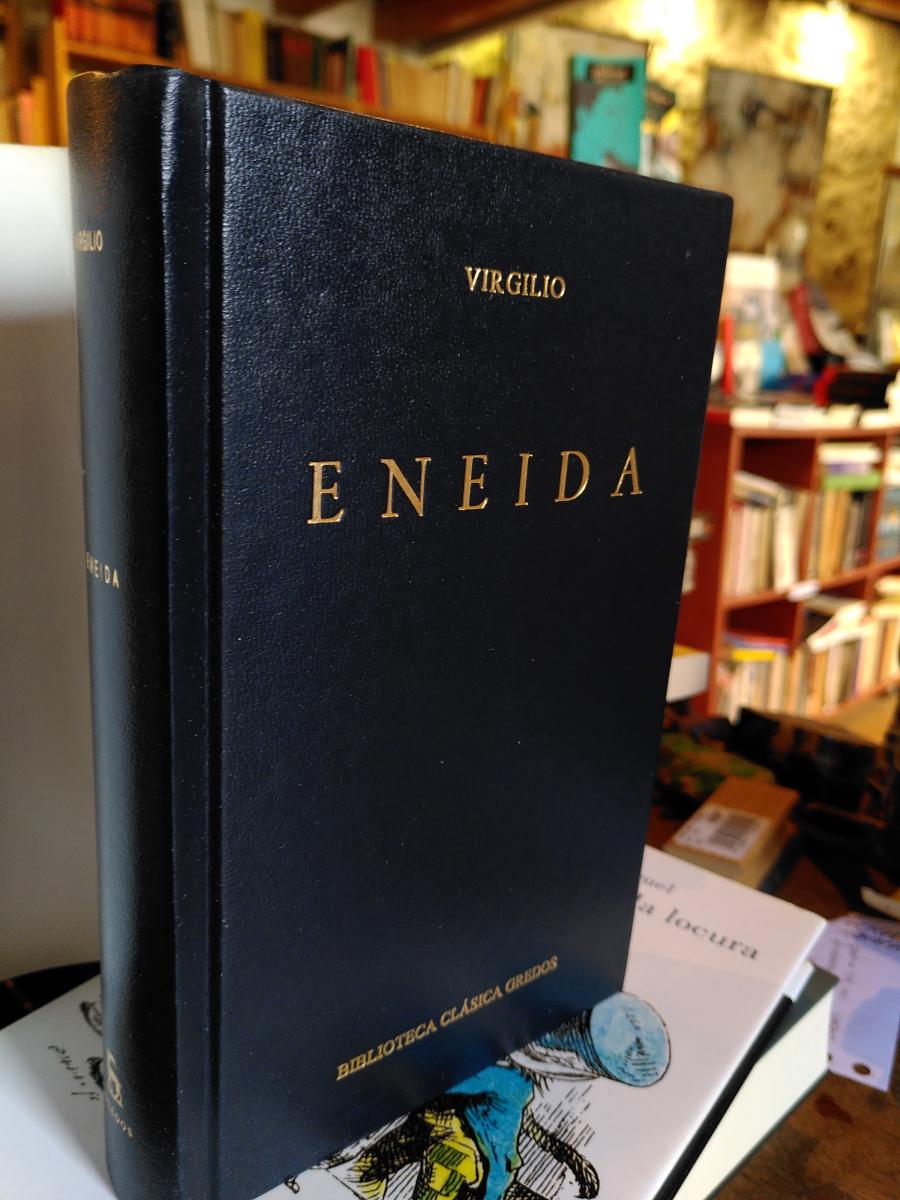 VIRGILIO
ENEIDA
BIBLIOTECA CLÁSICA GREDOS
VIRGILIO
ENEIDA
la locura